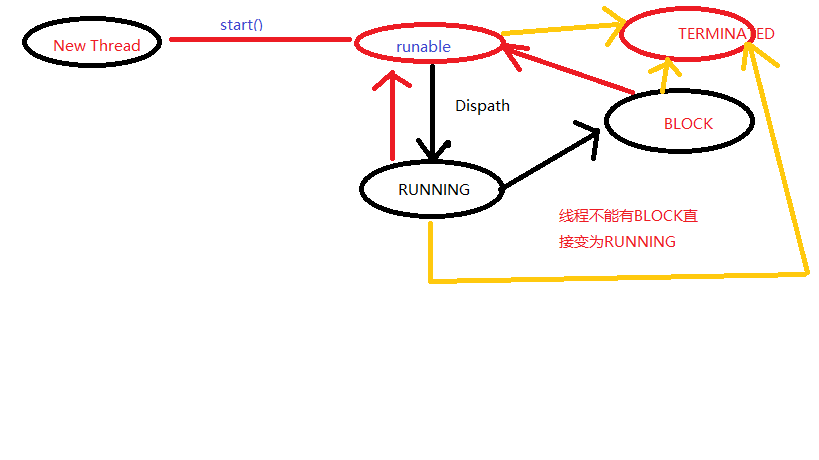 start()
New Thread
runable
TERMINA ED
Dispath
BLOCK
RUNNING
线程不能有BLOCK直
接变为RUNNING